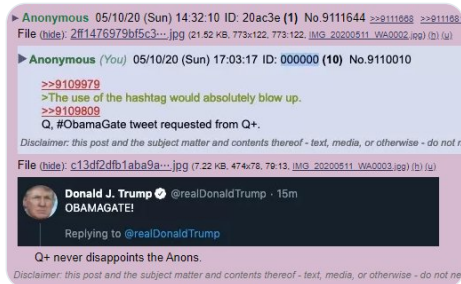 Anonymous 05/10/20 (Sun) 14:32:10 ID: 20ac3e (1) No.9111644 >>9111668 >>911168
File (hide): 2ff1476979bf5c3⋯.jpg (21.52 KB, 773x122, 773:122, IMG_20200511_WA0002.jpg) (h) (u)
Anonymous (You) 05/10/20 (Sun) 17:03:17 ID: 000000 (10) No.9110010
>>9109979
>The use of the hashtag would absolutely blow up.
>>9109809
Q, #ObamaGate tweet requested from Q+.
Disclaimer: this post and the subject matter and contents thereof - text, media, or otherwise - do not
File (hide): c13df2dfb1aba9a⋯.jpg (7.22 KB, 474x78, 79:13, IMG_20200511_WA0003.jpg) (h) (u)
Donald J. Trump @realDonaldTrump · 15m
OBAMAGATE!
Replying to @realDonaldTrump
Q+ never disappoints the Anons.
Disclaimer: this post and the subject matter and contents thereof - text, media, or otherwise - do not